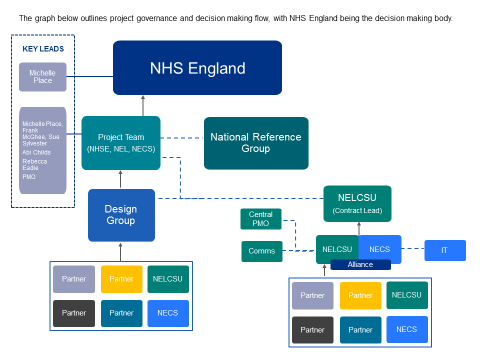 The graph below outlines project governance and decision making flow, with NHS England being the decision making body.
KEY LEADS
Michelle
Place
NHS England
Michelle Place,
Frank
McGhee, Sue
Sylvester
Abi Childs
Rebecca
Eadie
PMO
Project Team
(NHSE, NEL, NECS)
National Reference
Group
Design
Group
NELCSU
(Contract Lead)
Central
PMO
Comms
NELCSU
NECS
Alliance
IT
Partner
Partner
NELCSU
Partner
Partner
NECS
Partner
Partner
NELCSU
Partner
Partner
NECS